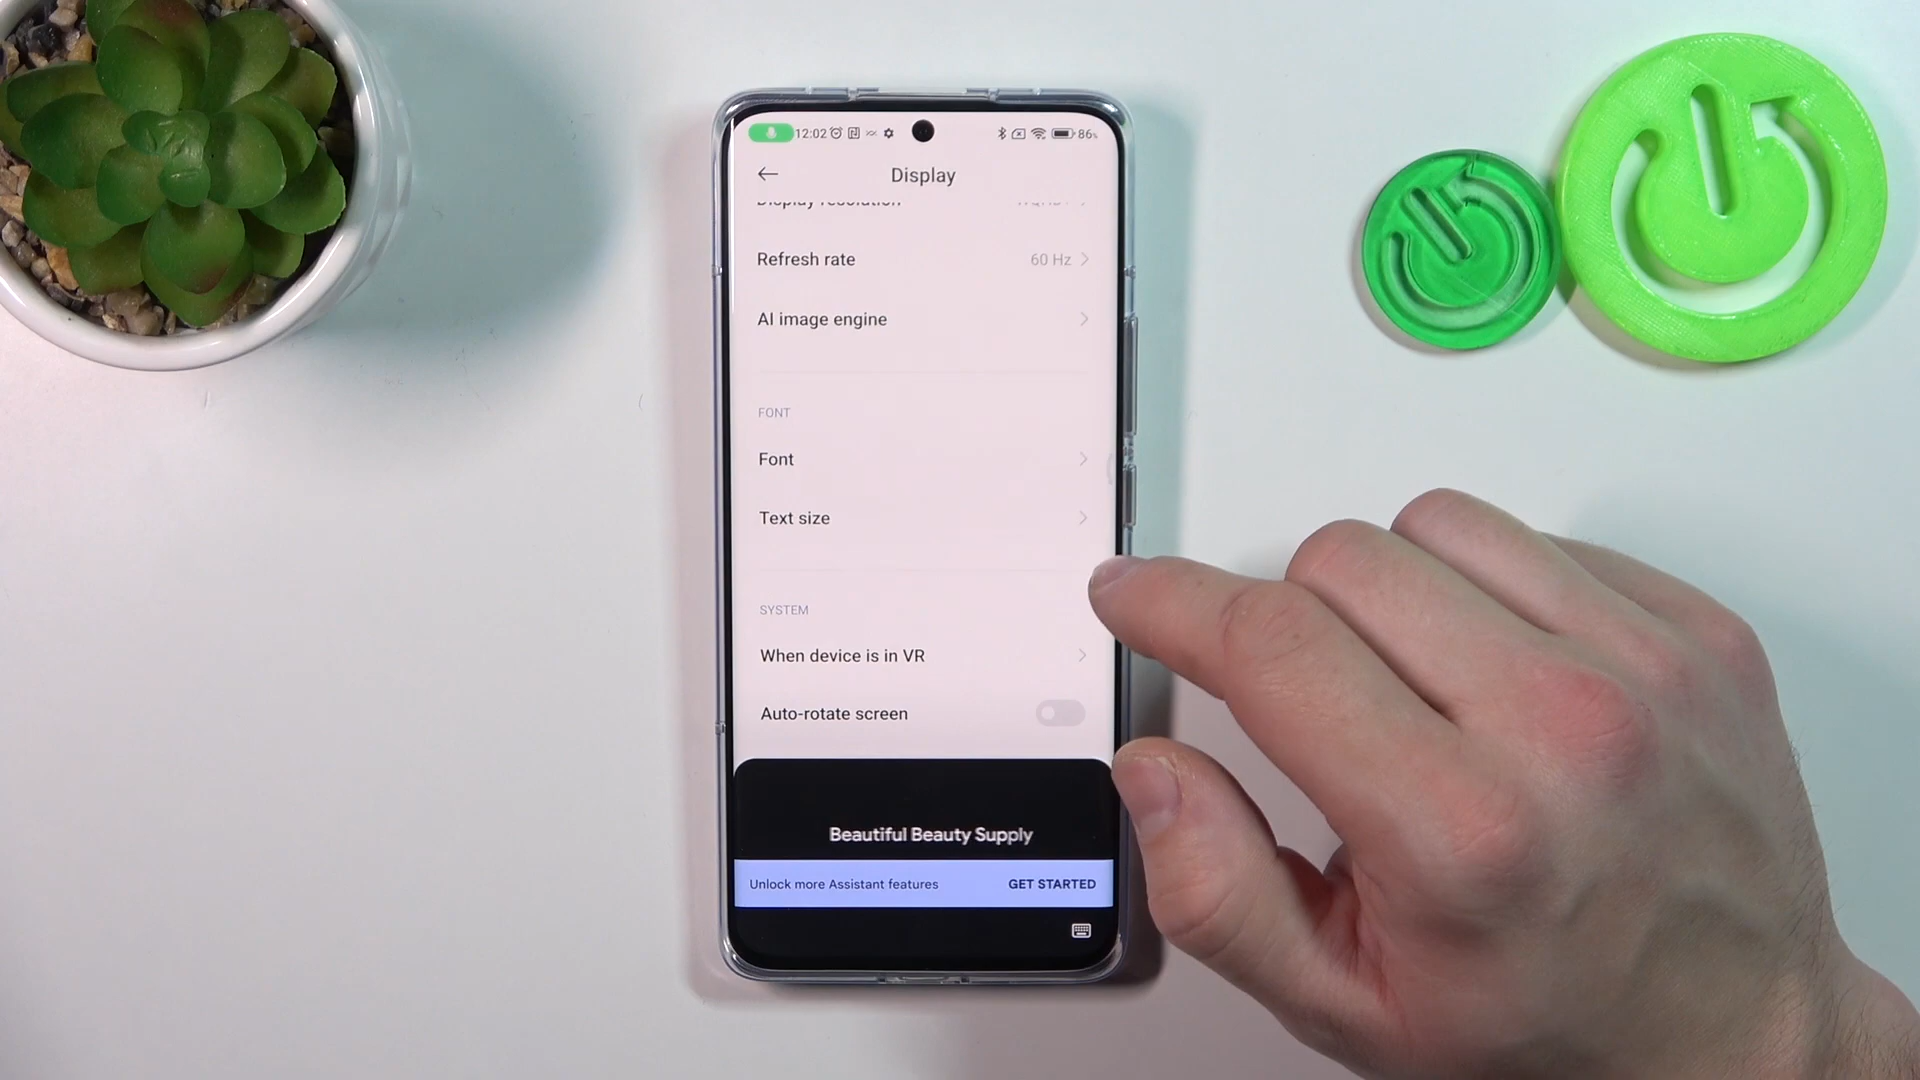 12:02 86%
Display
Display resolution
Refresh rate 60 Hz
AI image engine
FONT
Font
Text size
SYSTEM
When device is in VR
Auto-rotate screen
Beautiful Beauty Supply
Unlock more Assistant features GET STARTED